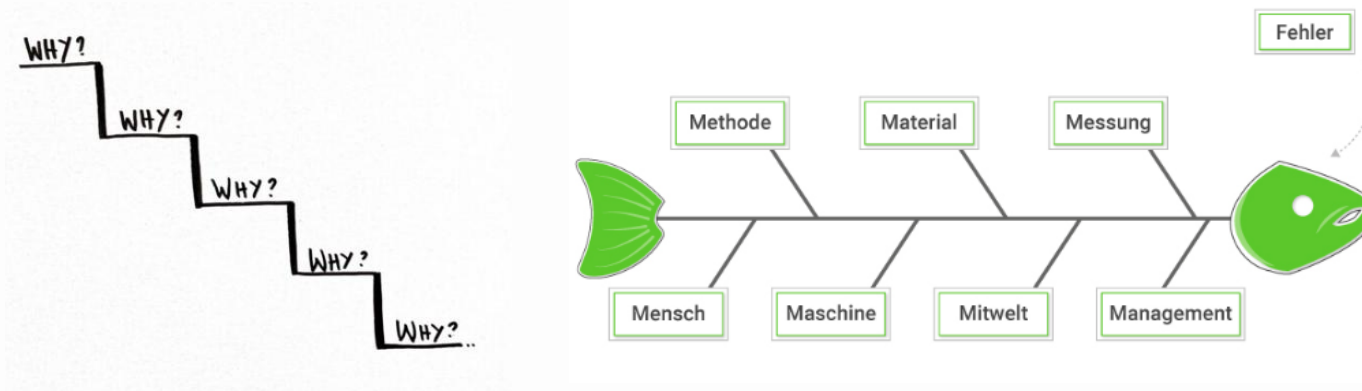 WHY?
WHY?
WHY?
WHY?
WHY?..
Fehler
Methode
Material
Messung
Mensch
Maschine
Mitwelt
Management